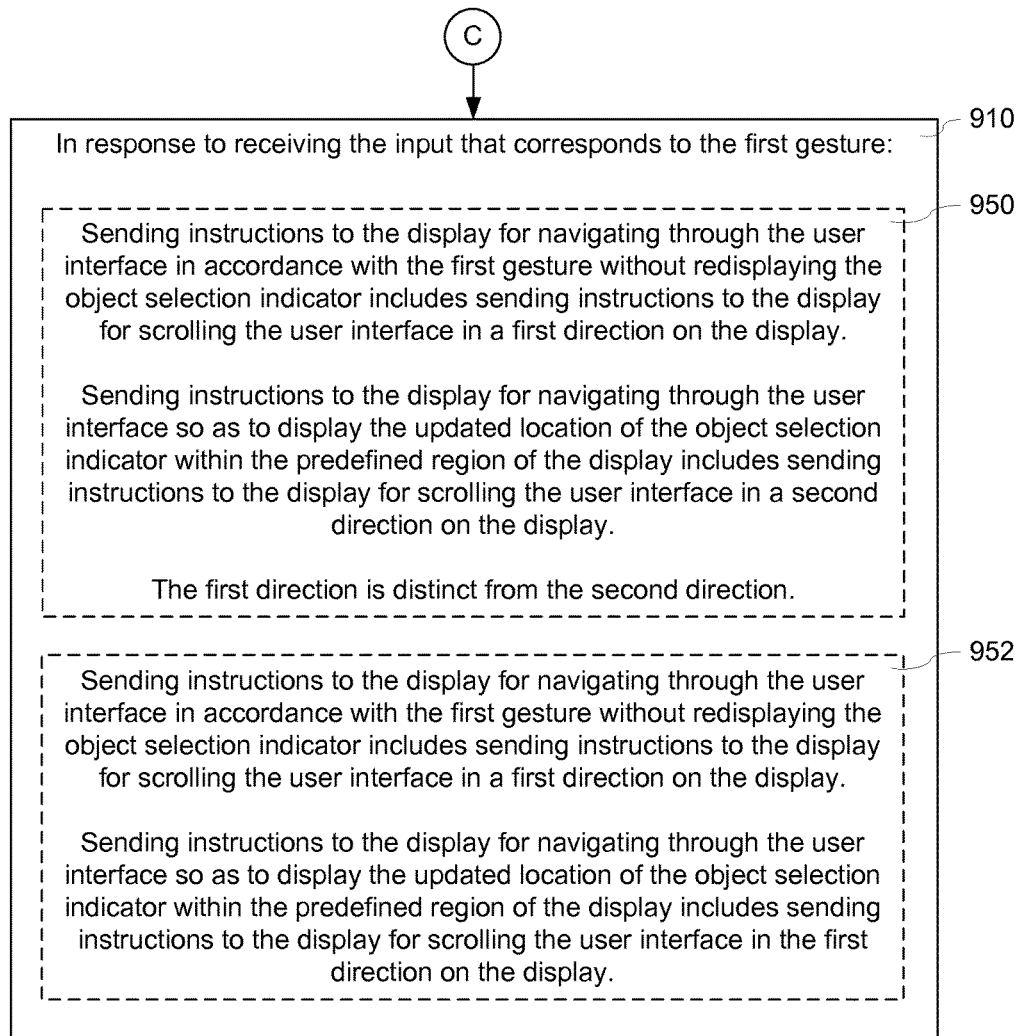 C
910
In response to receiving the input that corresponds to the first gesture:
950
Sending instructions to the display for navigating through the user
interface in accordance with the first gesture without redisplaying the
object selection indicator includes sending instructions to the display
for scrolling the user interface in a first direction on the display.
Sending instructions to the display for navigating through the user
interface so as to display the updated location of the object selection
indicator within the predefined region of the display includes sending
instructions to the display for scrolling the user interface in a second
direction on the display.
The first direction is distinct from the second direction.
952
Sending instructions to the display for navigating through the user
interface in accordance with the first gesture without redisplaying the
object selection indicator includes sending instructions to the display
for scrolling the user interface in a first direction on the display.
Sending instructions to the display for navigating through the user
interface so as to display the updated location of the object selection
indicator within the predefined region of the display includes sending
instructions to the display for scrolling the user interface in the first
direction on the display.